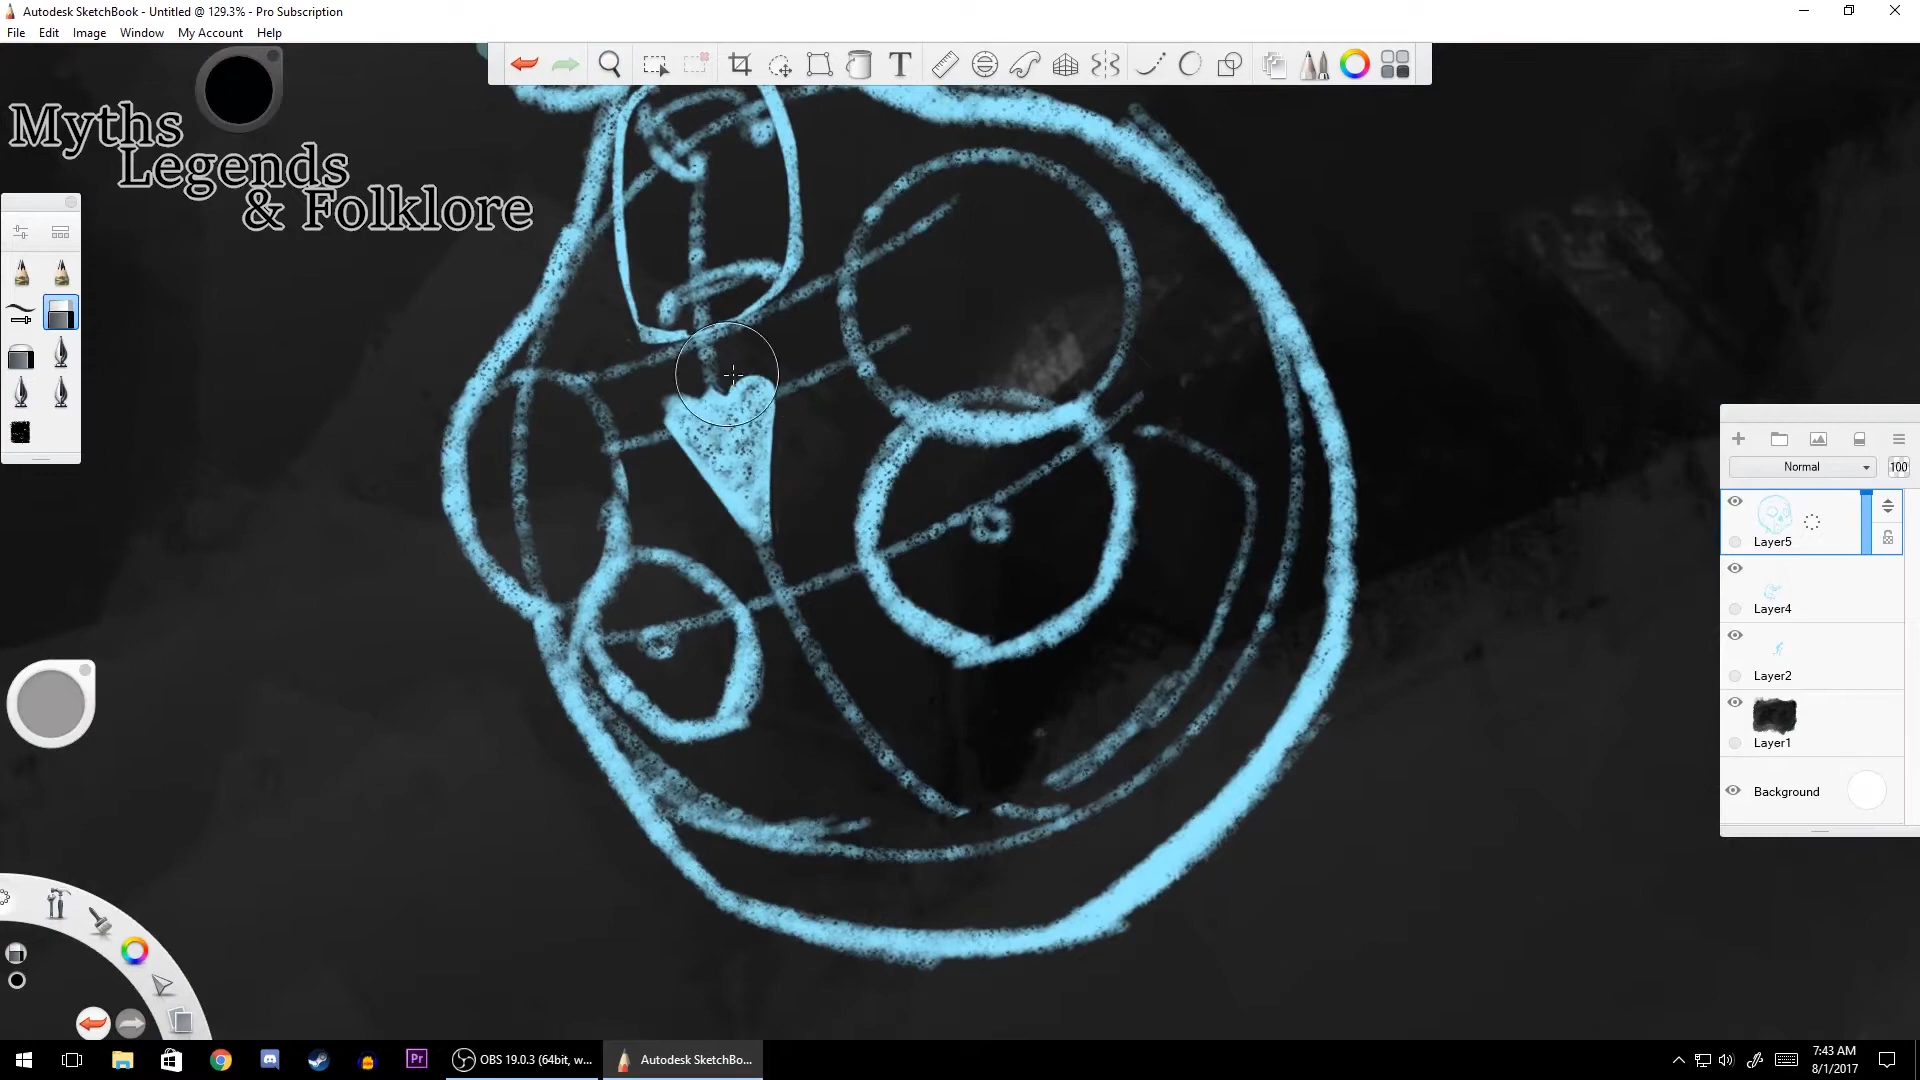 Autodesk SketchBook - Untitled @ 129.3% - Pro Subscription
File Edit Image Window My Account Help
T
Myths
Legends
& Folklore
Normal 100
Layer5
Layer4
Layer2
Layer1
Background
Pr
OBS 19.0.3 (64bit, w...
Autodesk SketchBo...
7:43 AM
8/1/2017